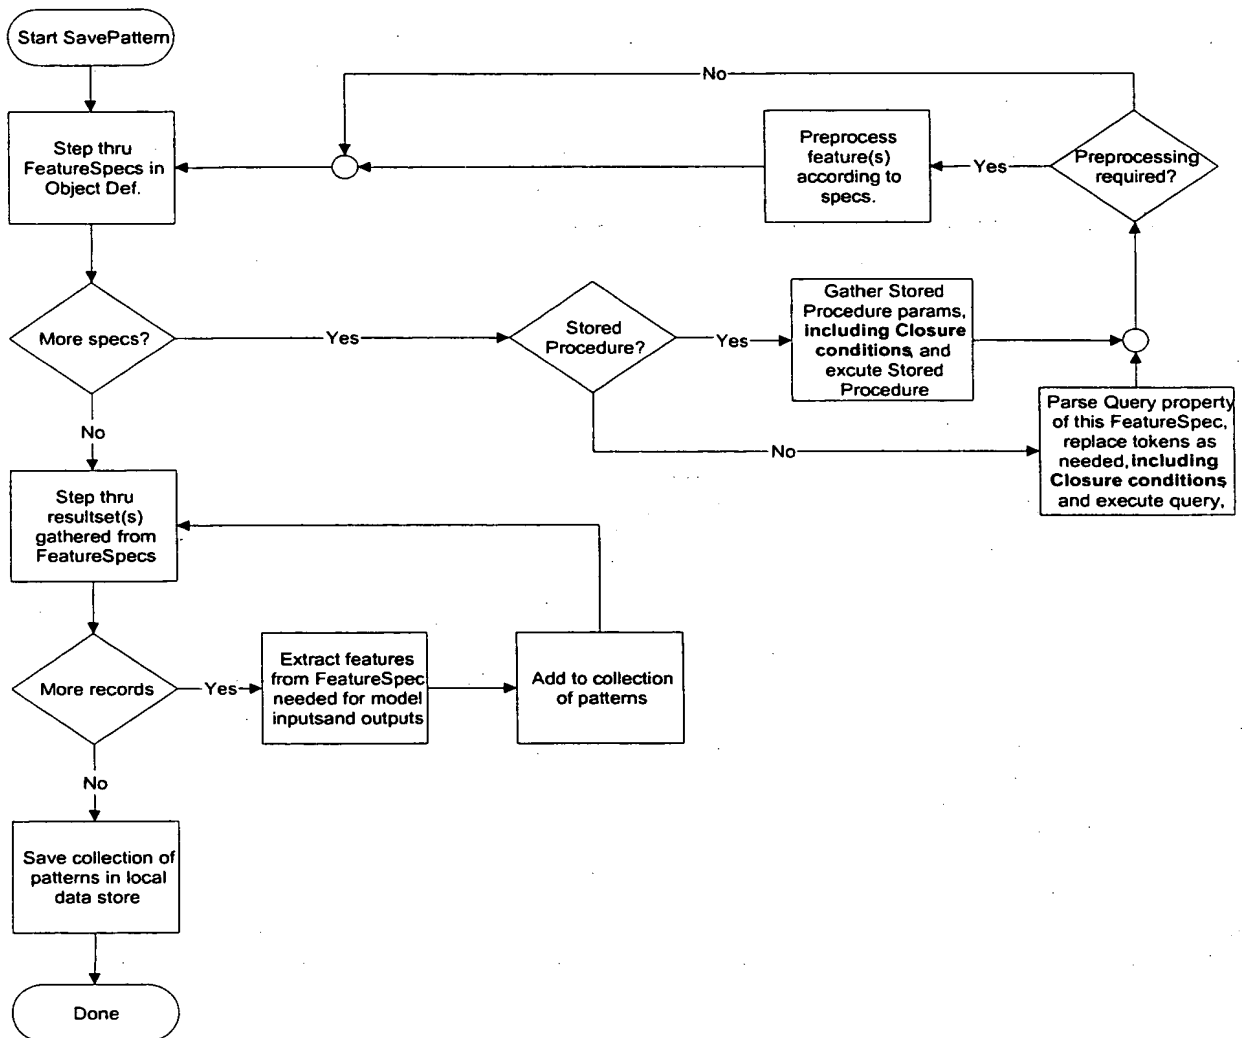 Start SavePattern
No
Step thru
FeatureSpecs in
Object Def.
Preprocess
feature(s)
according to
specs.
Yes
Preprocessing
required?
More specs?
Yes
Stored
Procedure?
Yes
Gather Stored
Procedure params,
including Closure
conditions, and
excute Stored
Procedure
No
No
Parse Query property
of this FeatureSpec,
replace tokens as
needed, including
Closure conditions,
and execute query,
Step thru
resultset(s)
gathered from
FeatureSpecs
More records
Yes
Extract features
from FeatureSpec
needed for model
inputsand outputs
Add to collection
of patterns
No
Save collection of
patterns in local
data store
Done